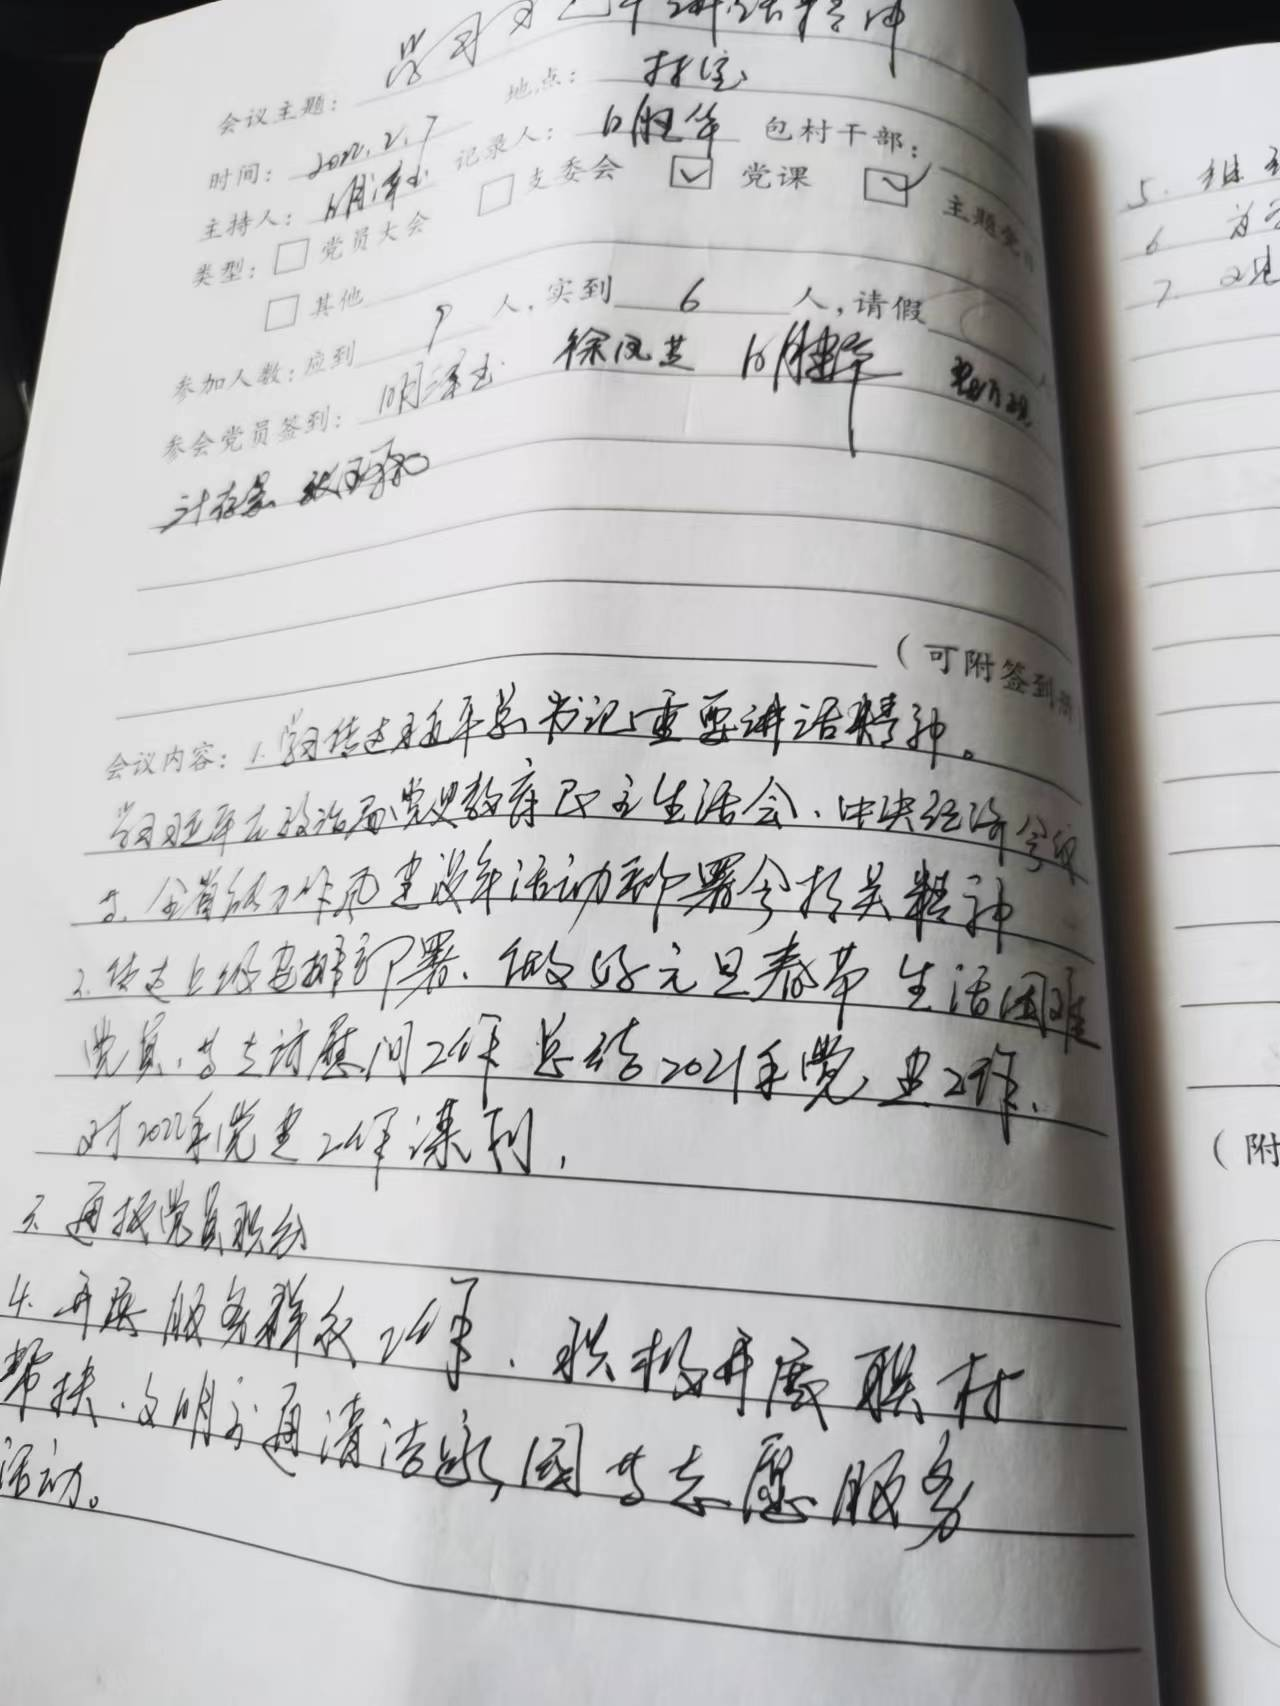 会议主题：学习习近平讲话精神
时间：2022.2.7 地点：村室
主持人： 记录人： 包村干部：
类型：□党员大会 □支委会 ☑党课 ☑主题党
□其他
参加人数：应到 人，实到 6 人，请假
参会党员签到： 徐凤芝
（可附签到册
会议内容：1.学习传达习近平总书记重要讲话精神。
学习习近平在政治局党史教育民主生活会、中央经济会议
全省能力作风建设年活动部署会相关精神
2.传达上级安排部署、做好元旦春节生活困难
党员、等走访慰问工作 总结2021年党建工作、
对2022年党建工作谋划，
3.通报党员积分
4.开展服务群众工作、积极开展联村
帮扶、文明交通清洁家园等志愿服务
活动。
5.继
6
7.
（附